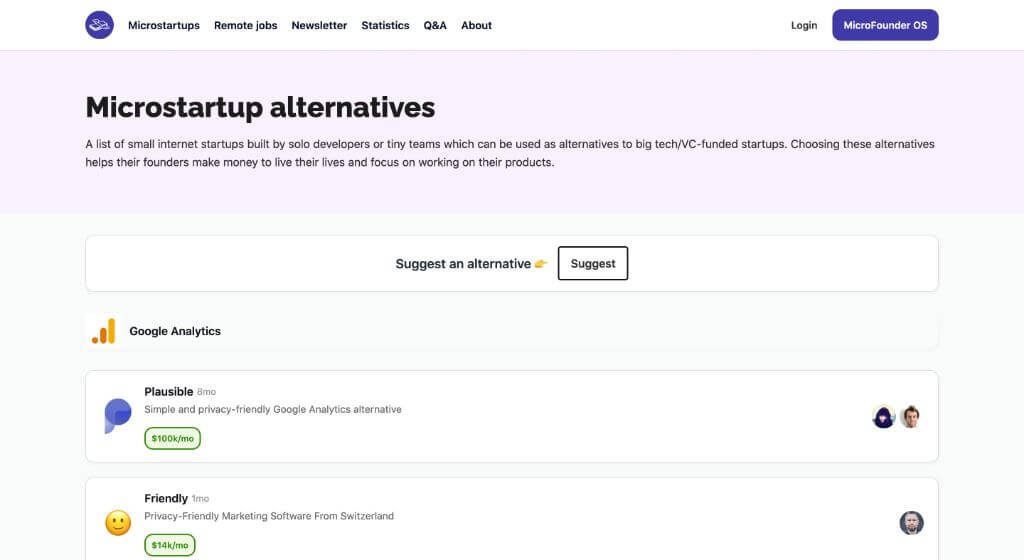 Microstartups Remote jobs Newsletter Statistics Q&A About Login MicroFounder OS
Microstartup alternatives
A list of small internet startups built by solo developers or tiny teams which can be used as alternatives to big tech/VC-funded startups. Choosing these alternatives
helps their founders make money to live their lives and focus on working on their products.
Suggest an alternative 👉 Suggest
Google Analytics
Plausible 8mo
Simple and privacy-friendly Google Analytics alternative
$100k/mo
Friendly 1mo
Privacy-Friendly Marketing Software From Switzerland
$14k/mo